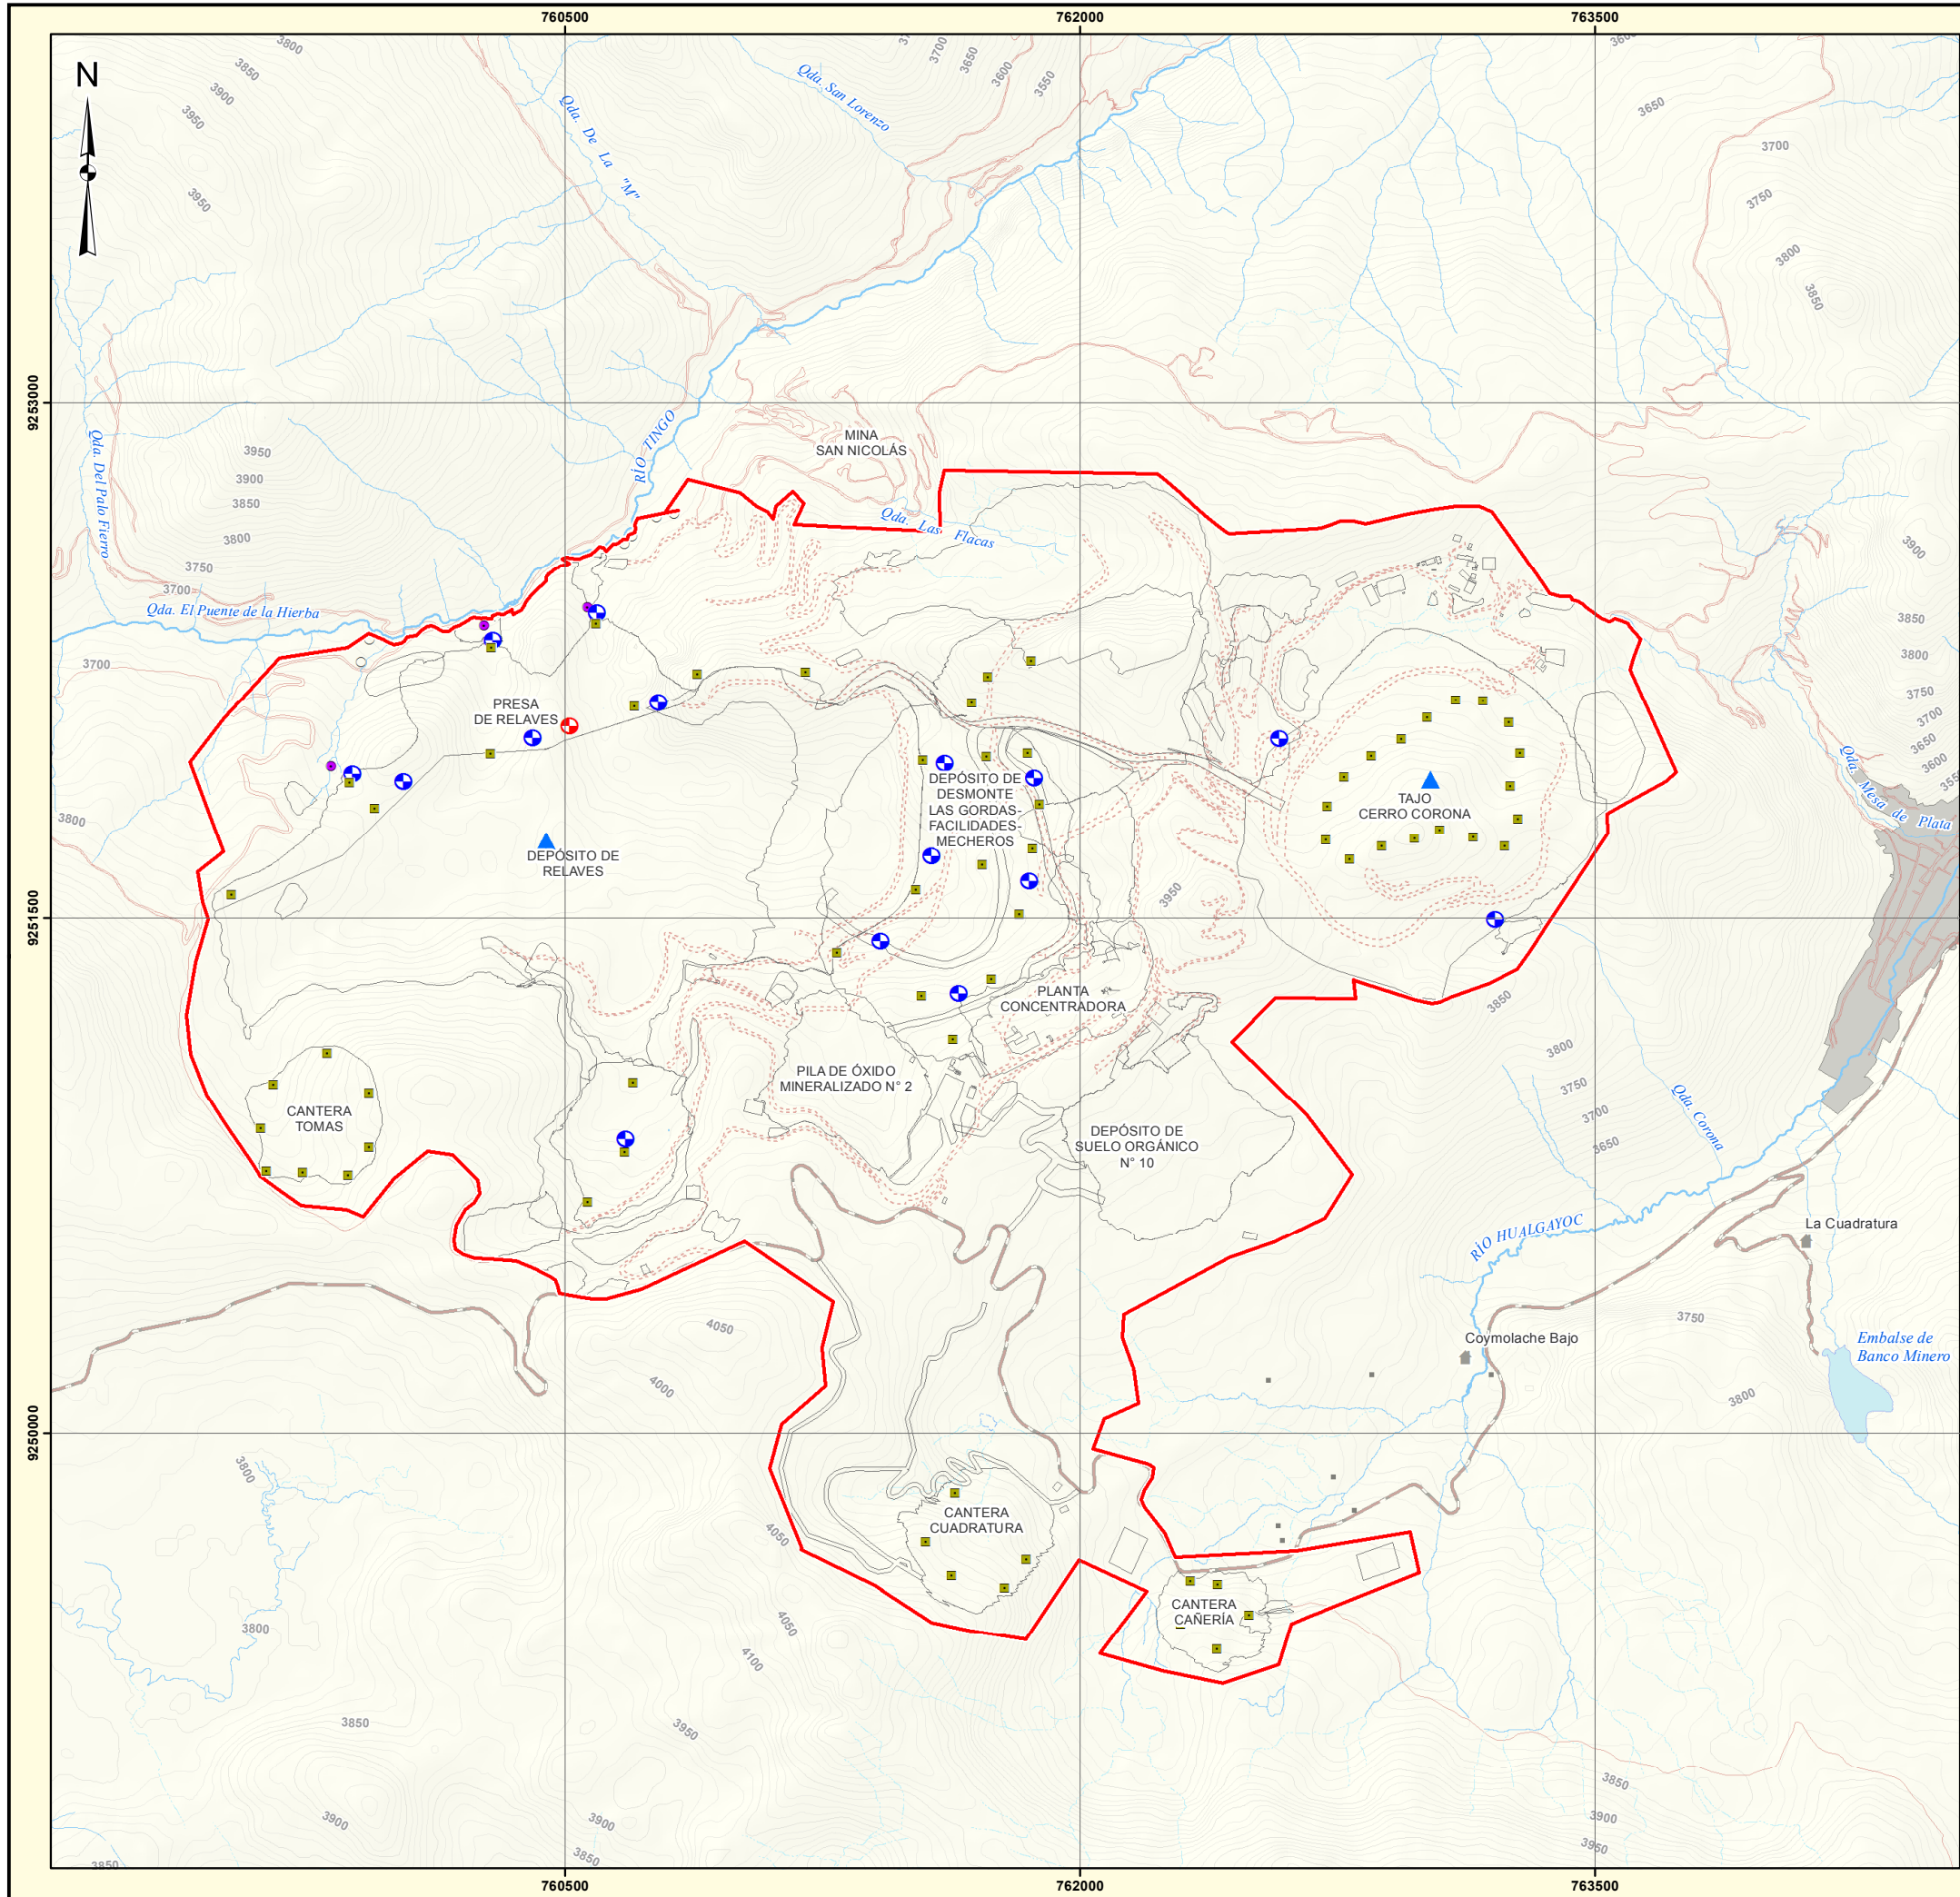 760500
762000
763500
N
3800
3850
3900
3950
3950
3700
3650
3600
3550
Qda. San Lorenzo
Qda. De La "M"
3650
3700
3750
3800
3850
9253000
RÍO TINGO
MINA
SAN NICOLÁS
Qda. Las Flacas
Qda. Del Palo Fierro
3950
3900
3850
3800
3750
3700
Qda. El Puente de la Hierba
3700
3900
3850
3800
3750
3700
3650
3600
PRESA
DE RELAVES
DEPÓSITO DE
DESMONTE
LAS GORDAS-
FACILIDADES-
MECHEROS
TAJO
CERRO CORONA
Qda. Mesa de Plata
3800
DEPÓSITO DE
RELAVES
3950
9251500
PLANTA
CONCENTRADORA
3850
3800
3750
3700
3650
Qda. Corona
PILA DE ÓXIDO
MINERALIZADO N° 2
CANTERA
TOMAS
DEPÓSITO DE
SUELO ORGÁNICO
N° 10
RÍO HUALGAYOC
La Cuadratura
4050
3750
Coymolache Bajo
Embalse de
Banco Minero
4000
3800
9250000
3800
CANTERA
CUADRATURA
4050
CANTERA
CAÑERÍA
4050
3800
4100
3850
3950
3850
3900
3950
3900
3900
3850
3850
760500
762000
763500